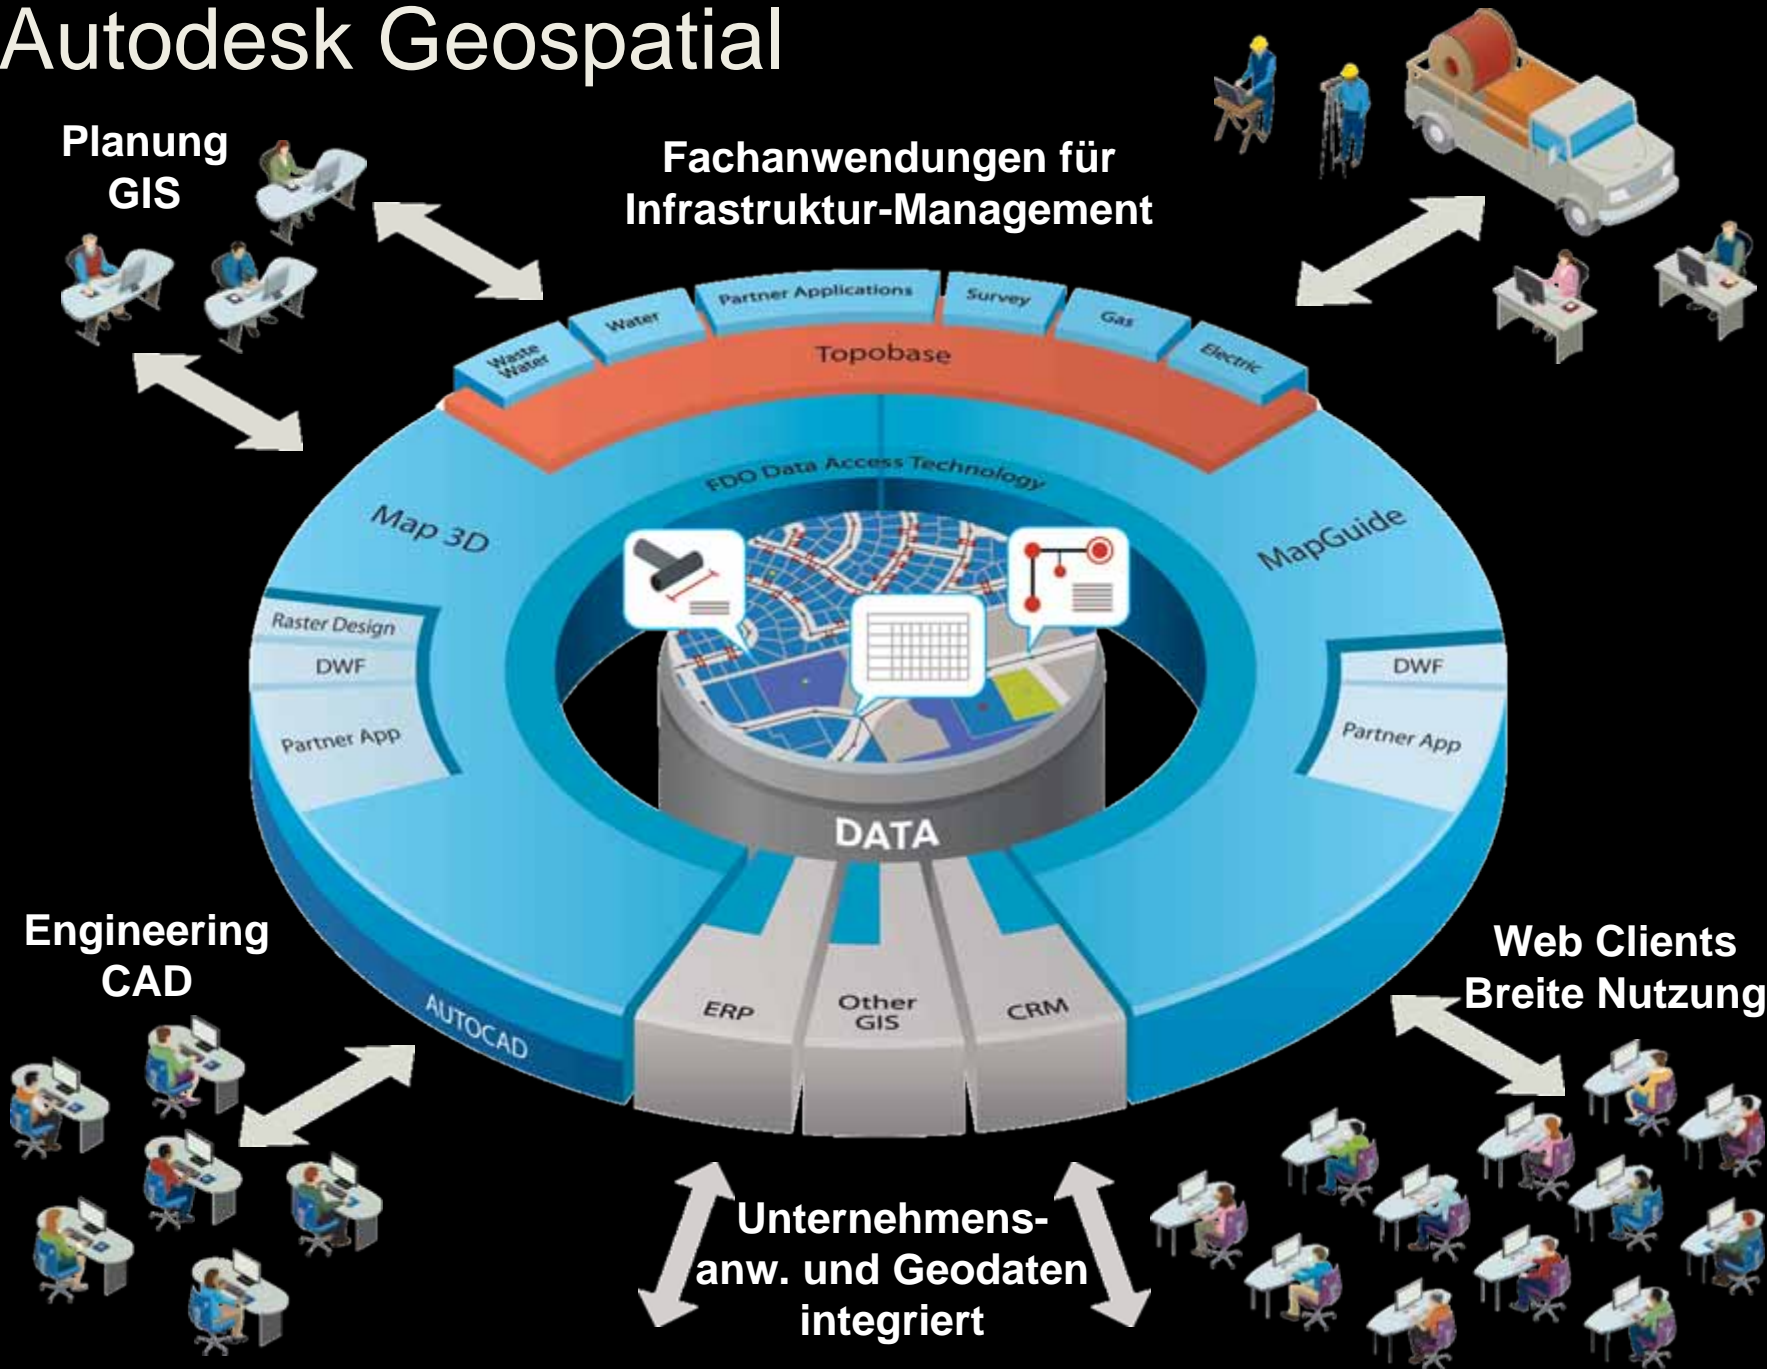 Autodesk Geospatial
Planung
GIS
Fachanwendungen für
Infrastruktur-Management
Waste
Water
Water
Partner Applications
Survey
Gas
Electric
Topobase
FDO Data Access Technology
Map 3D
MapGuide
Raster Design
DWF
Partner App
DWF
Partner App
DATA
Engineering
CAD
AUTOCAD
ERP
Other
GIS
CRM
Web Clients
Breite Nutzung
Unternehmens-
anw. und Geodaten
integriert